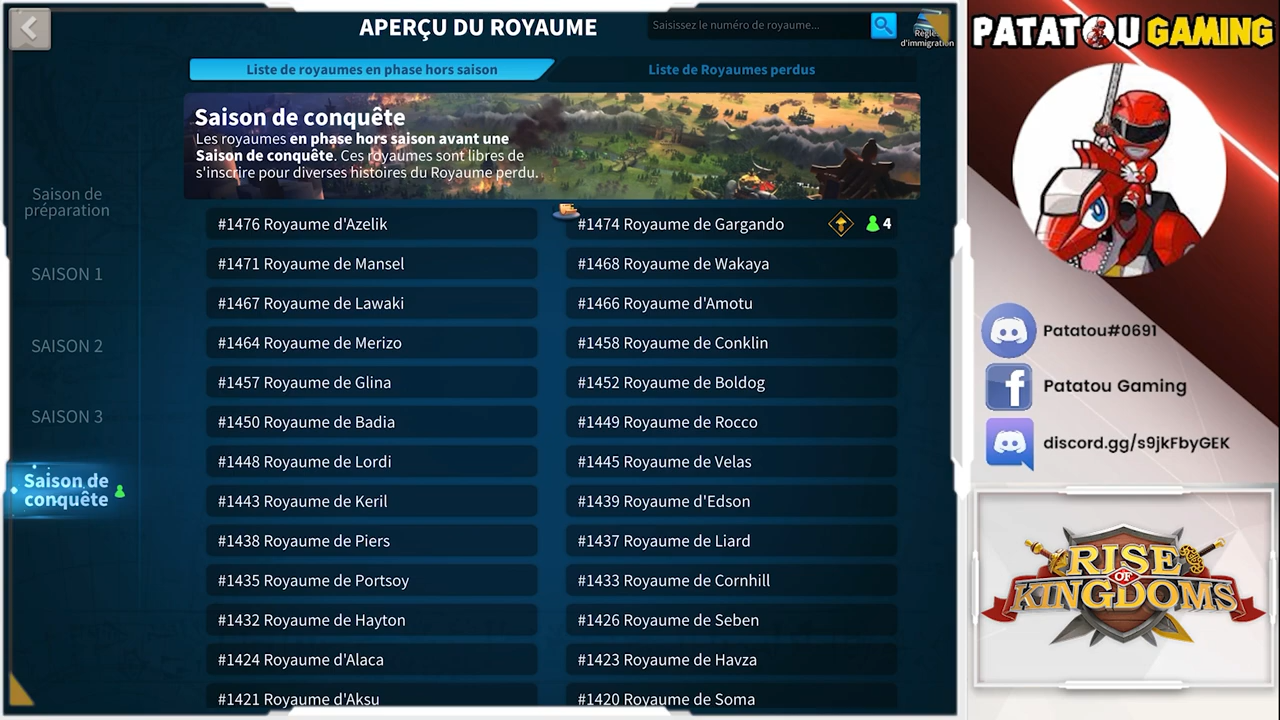 APERÇU DU ROYAUME
Saisissez le numéro de royaume...
Règles
d'immigration
Liste de royaumes en phase hors saison
Liste de Royaumes perdus
Saison de conquête
Les royaumes en phase hors saison avant une
Saison de conquête. Ces royaumes sont libres de
s'inscrire pour diverses histoires du Royaume perdu.
Saison de
préparation
SAISON 1
SAISON 2
SAISON 3
Saison de
conquête
#1476 Royaume d'Azelik
#1474 Royaume de Gargando
4
#1471 Royaume de Mansel
#1468 Royaume de Wakaya
#1467 Royaume de Lawaki
#1466 Royaume d'Amotu
#1464 Royaume de Merizo
#1458 Royaume de Conklin
#1457 Royaume de Glina
#1452 Royaume de Boldog
#1450 Royaume de Badia
#1449 Royaume de Rocco
#1448 Royaume de Lordi
#1445 Royaume de Velas
#1443 Royaume de Keril
#1439 Royaume d'Edson
#1438 Royaume de Piers
#1437 Royaume de Liard
#1435 Royaume de Portsoy
#1433 Royaume de Cornhill
#1432 Royaume de Hayton
#1426 Royaume de Seben
#1424 Royaume d'Alaca
#1423 Royaume de Havza
#1421 Royaume d'Aksu
#1420 Royaume de Soma
PATATOU GAMING
Patatou#0691
Patatou Gaming
discord.gg/s9jkFbyGEK
RISE
OF
KINGDOMS